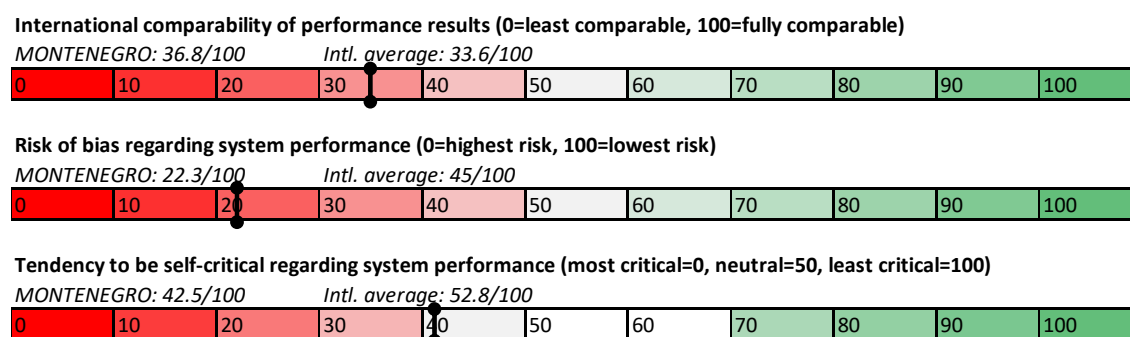 International comparability of performance results (0=least comparable, 100=fully comparable)
MONTENEGRO: 36.8/100 Intl. average: 33.6/100
0 10 20 30 40 50 60 70 80 90 100
Risk of bias regarding system performance (0=highest risk, 100=lowest risk)
MONTENEGRO: 22.3/100 Intl. average: 45/100
0 10 20 30 40 50 60 70 80 90 100
Tendency to be self-critical regarding system performance (most critical=0, neutral=50, least critical=100)
MONTENEGRO: 42.5/100 Intl. average: 52.8/100
0 10 20 30 40 50 60 70 80 90 100